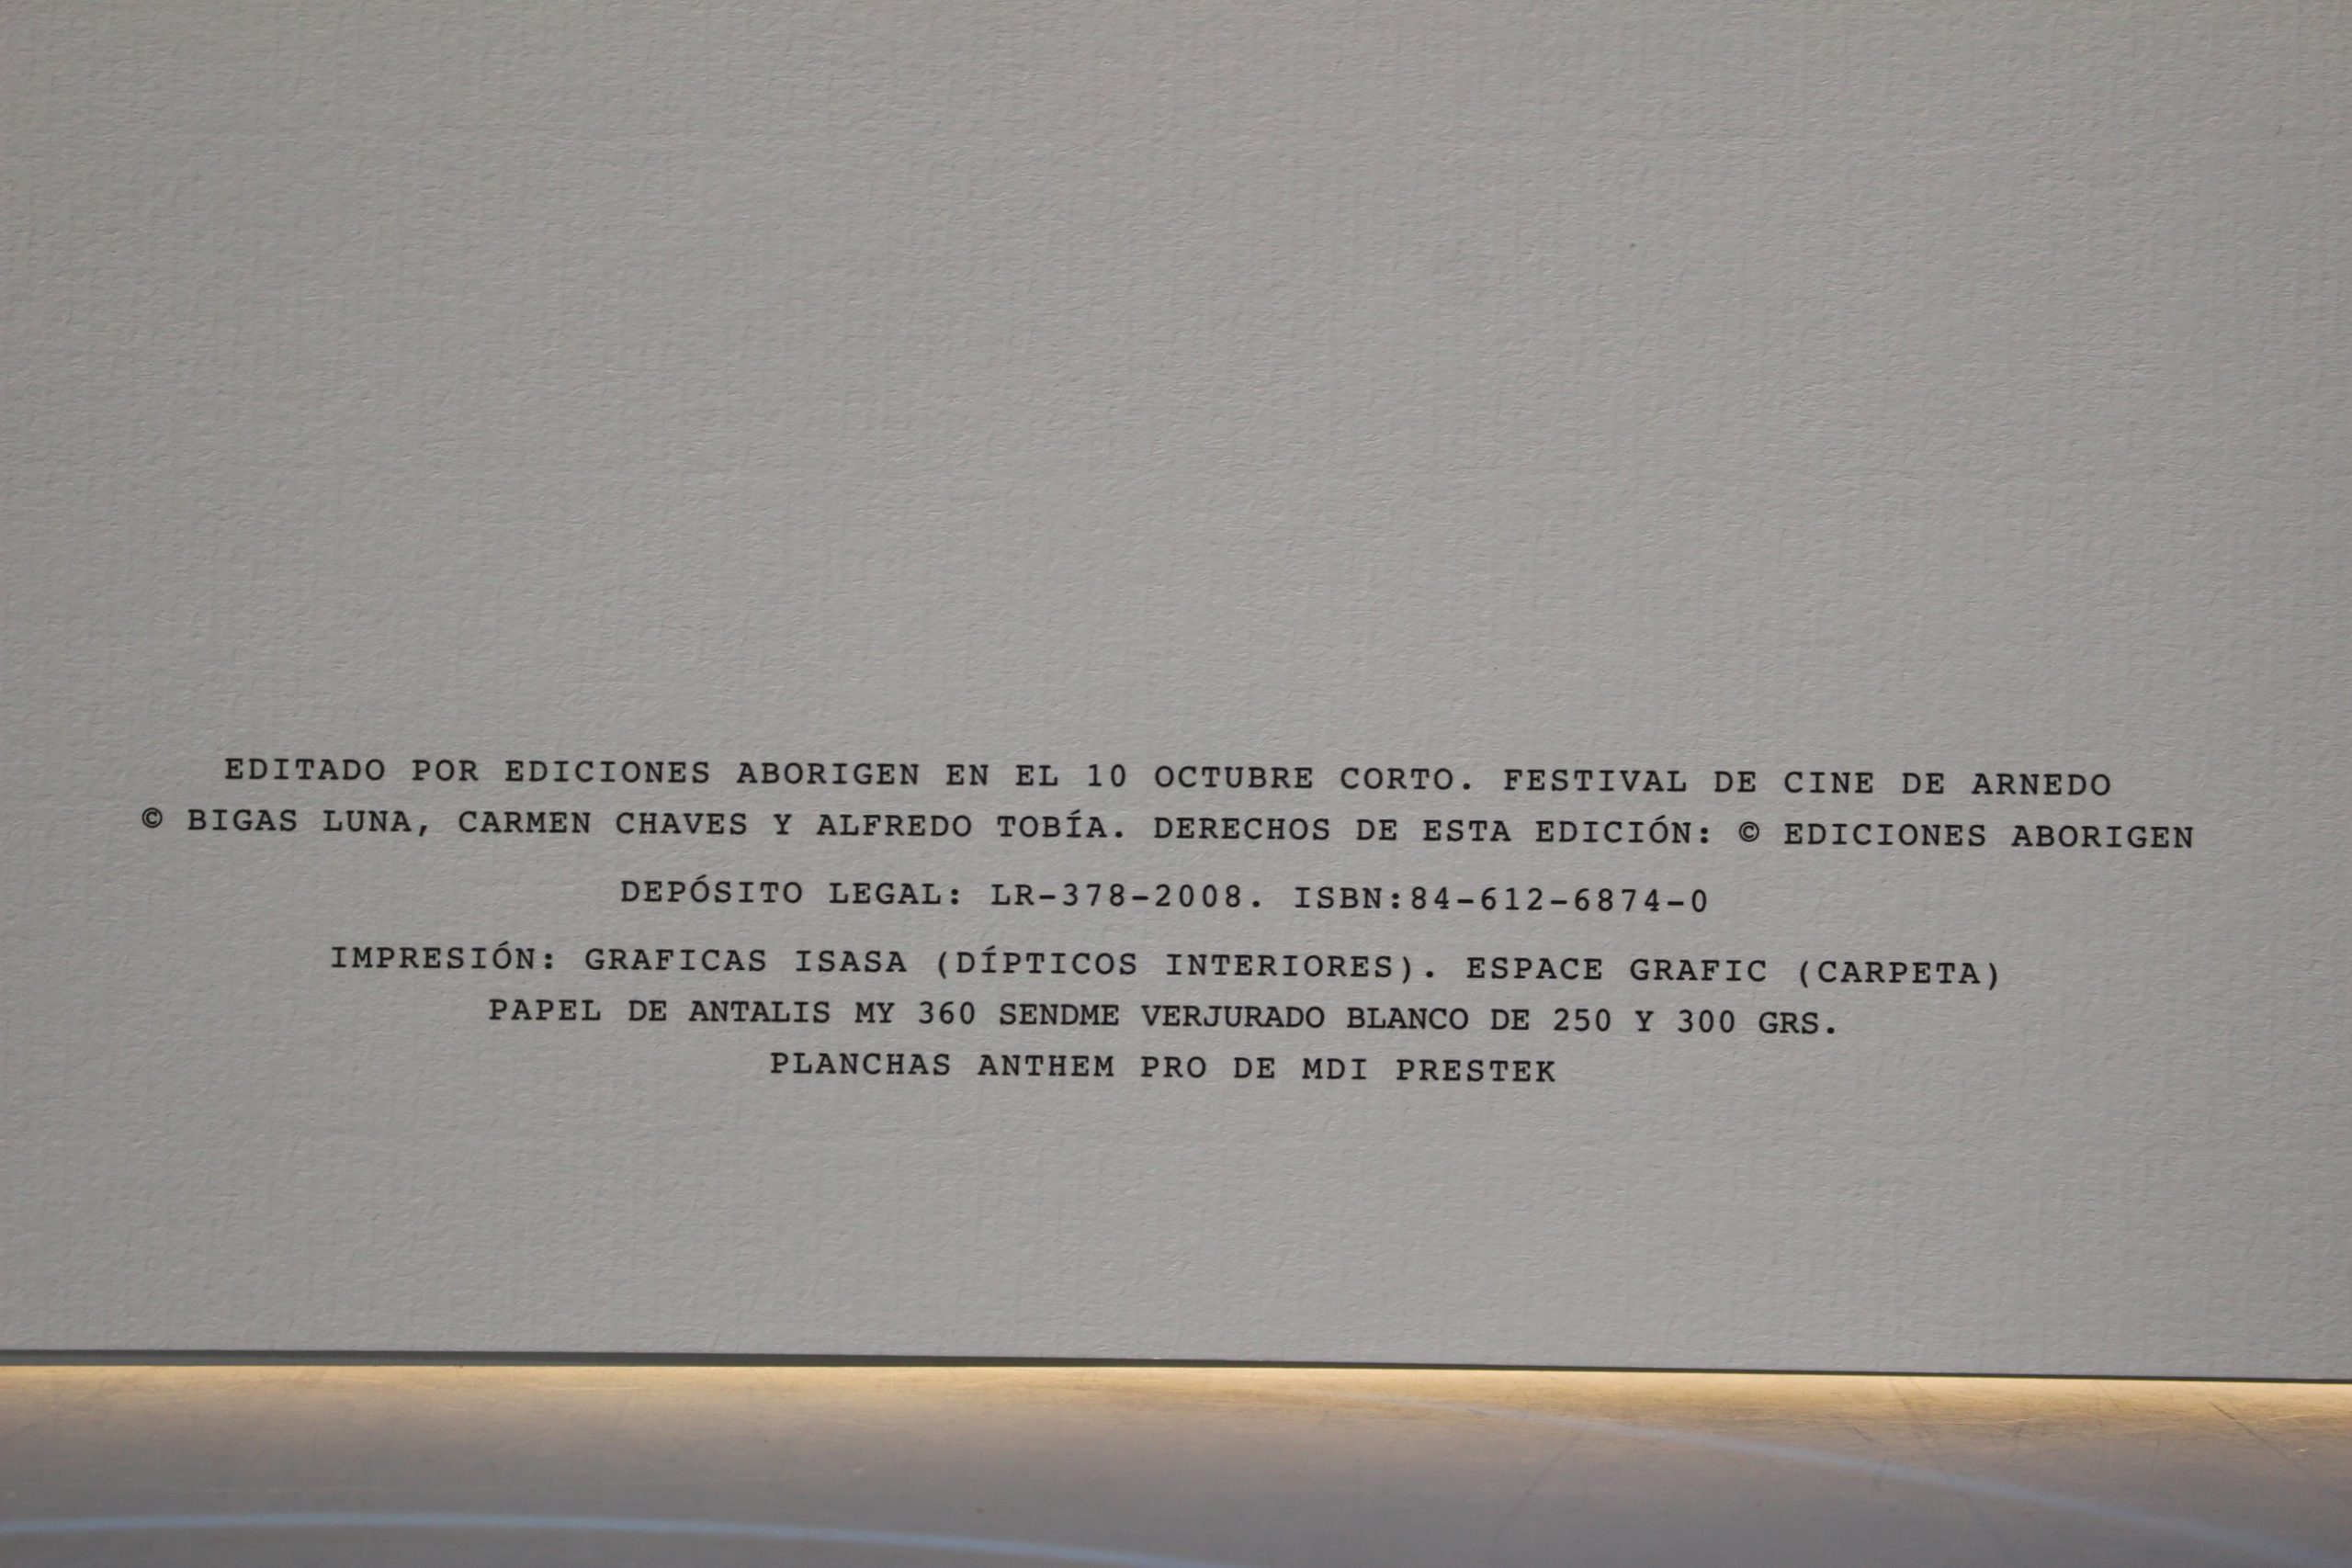 EDITADO POR EDICIONES ABORIGEN EN EL 10 OCTUBRE CORTO. FESTIVAL DE CINE DE ARNEDO
© BIGAS LUNA, CARMEN CHAVES Y ALFREDO TOBÍA. DERECHOS DE ESTA EDICIÓN: © EDICIONES ABORIGEN
DEPÓSITO LEGAL: LR-378-2008. ISBN:84-612-6874-0
IMPRESIÓN: GRAFICAS ISASA (DÍPTICOS INTERIORES). ESPACE GRAFIC (CARPETA)
PAPEL DE ANTALIS MY 360 SENDME VERJURADO BLANCO DE 250 Y 300 GRS.
PLANCHAS ANTHEM PRO DE MDI PRESTEK